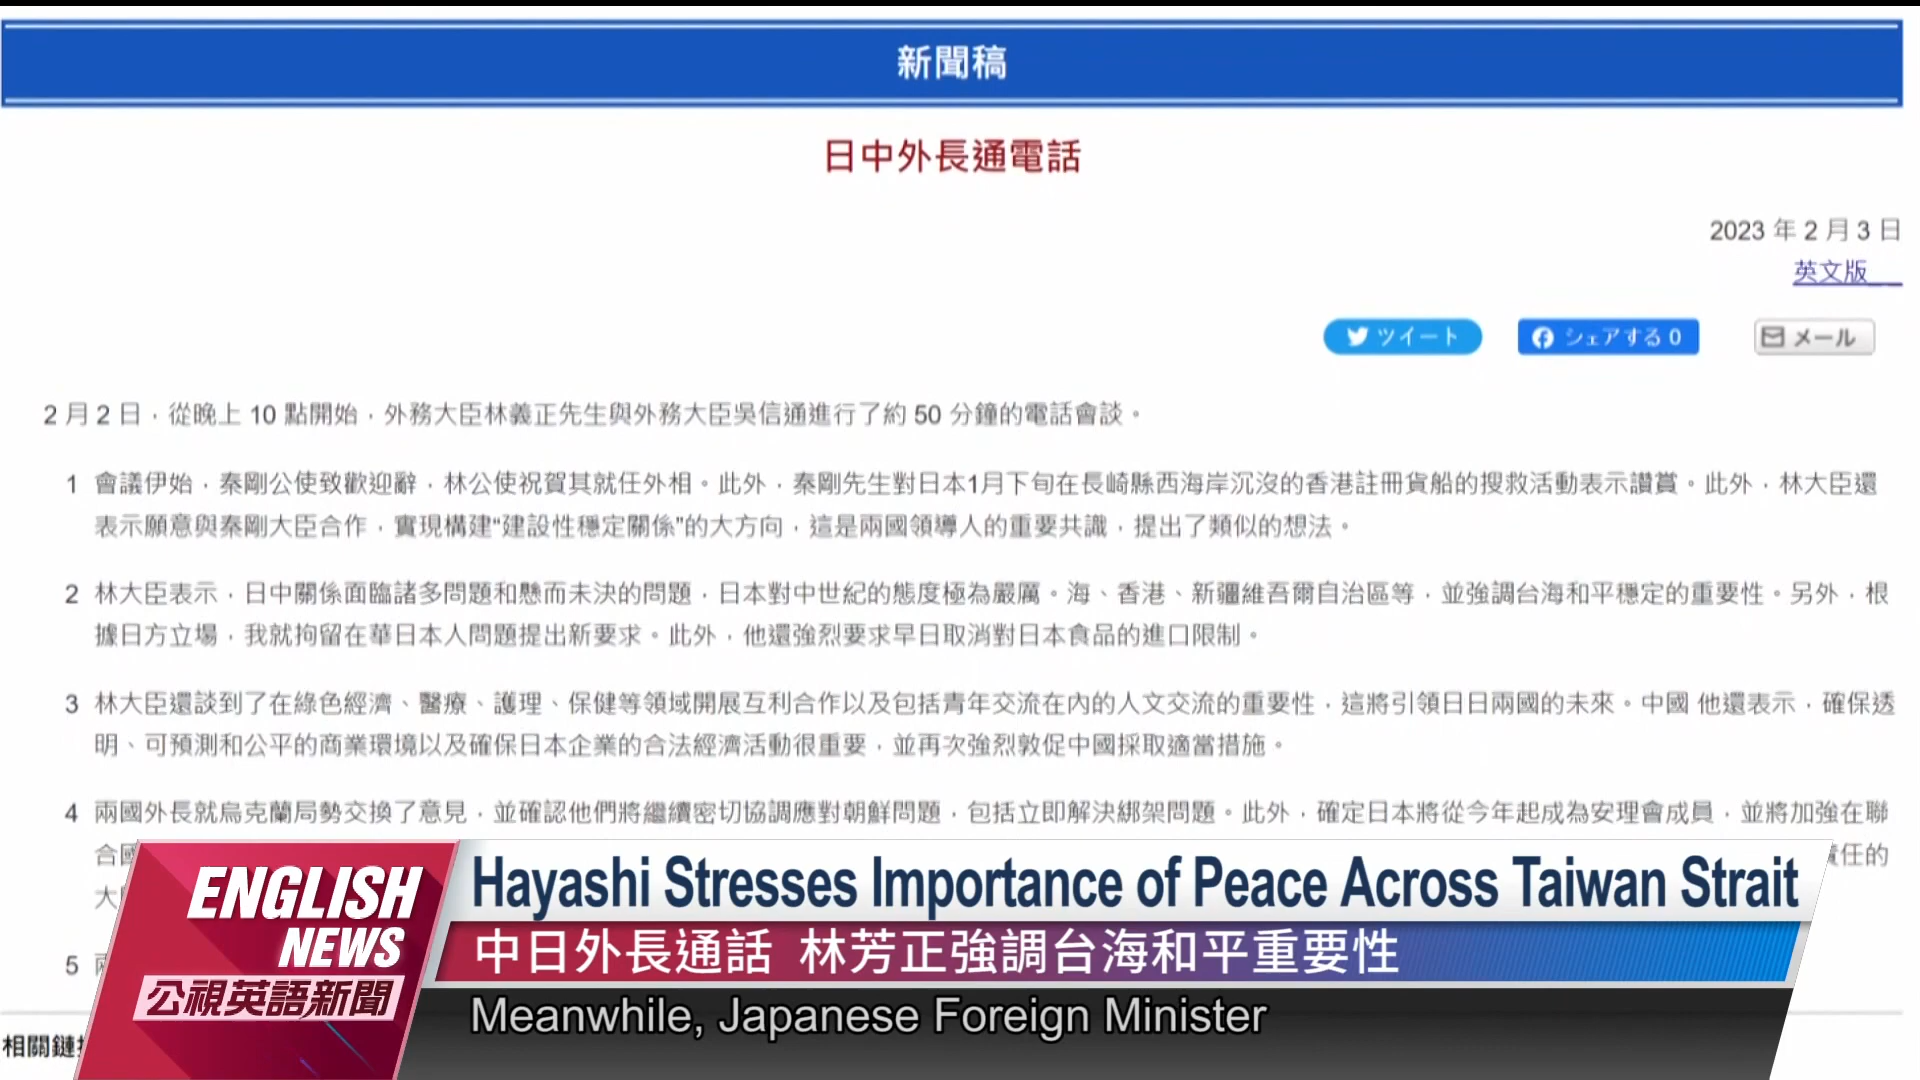 新聞稿
日中外長通電話
2023 年 2 月 3 日
英文版
ツイート
シェアする 0
メール
2 月 2 日，從晚上 10 點開始，外務大臣林義正先生與外務大臣吳信通進行了約 50 分鐘的電話會談。
1 會議伊始，秦剛公使致歡迎辭，林公使祝賀其就任外相。此外，秦剛先生對日本1月下旬在長崎縣西海岸沉沒的香港註冊貨船的搜救活動表示讚賞。此外，林大臣還
表示願意與秦剛大臣合作，實現構建“建設性穩定關係”的大方向，這是兩國領導人的重要共識，提出了類似的想法。
2 林大臣表示，日中關係面臨諸多問題和懸而未決的問題，日本對中世紀的態度極為嚴厲。海、香港、新疆維吾爾自治區等，並強調台海和平穩定的重要性。另外，根
據日方立場，我就拘留在華日本人問題提出新要求。此外，他還強烈要求早日取消對日本食品的進口限制。
3 林大臣還談到了在綠色經濟、醫療、護理、保健等領域開展互利合作以及包括青年交流在內的人文交流的重要性，這將引領日日兩國的未來。中國 他還表示，確保透
明、可預測和公平的商業環境以及確保日本企業的合法經濟活動很重要，並再次強烈敦促中國採取適當措施。
4 兩國外長就烏克蘭局勢交換了意見，並確認他們將繼續密切協調應對朝鮮問題，包括立即解決綁架問題。此外，確定日本將從今年起成為安理會成員，並將加強在聯
合國 責任的
大
5 兩
相關鏈接
ENGLISH
NEWS
公視英語新聞
Hayashi Stresses Importance of Peace Across Taiwan Strait
中日外長通話 林芳正強調台海和平重要性
Meanwhile, Japanese Foreign Minister